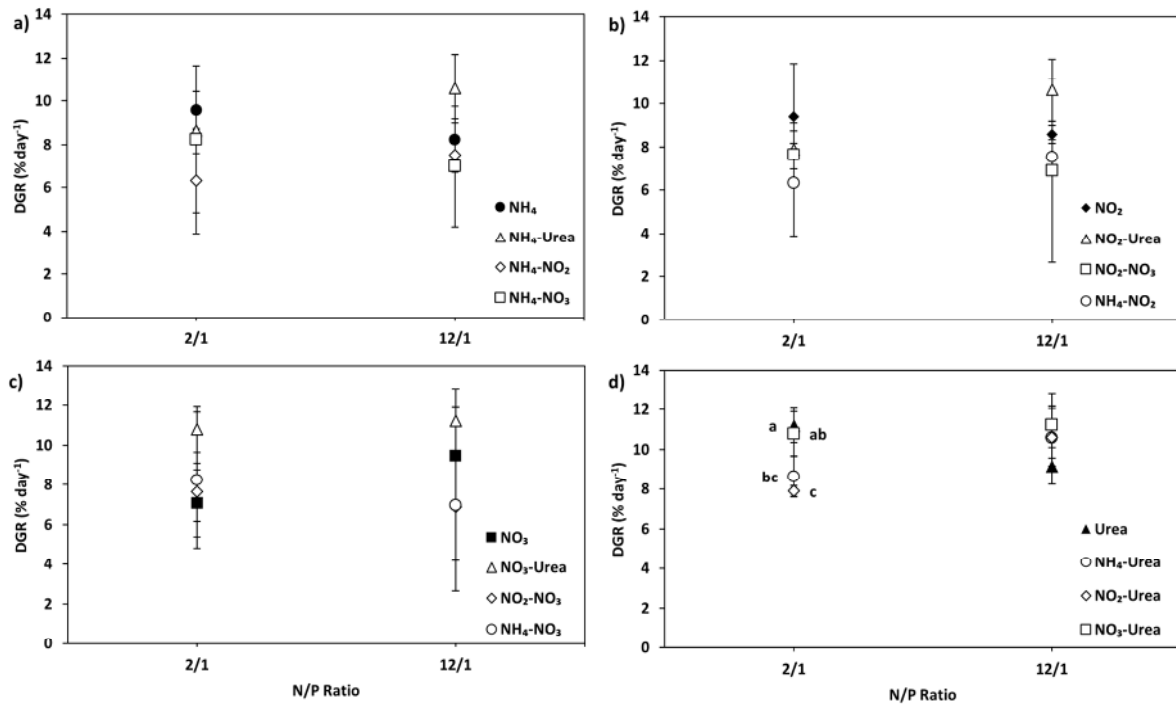 a)
14
12
10
8
6
4
2
0
DGR (% day⁻¹)
2/1
12/1
NH₄
NH₄-Urea
NH₄-NO₂
NH₄-NO₃
b)
14
12
10
8
6
4
2
0
DGR (% day⁻¹)
2/1
12/1
NO₂
NO₂-Urea
NO₂-NO₃
NH₄-NO₂
c)
14
12
10
8
6
4
2
0
DGR (% day⁻¹)
2/1
12/1
N/P Ratio
NO₃
NO₃-Urea
NO₂-NO₃
NH₄-NO₃
d)
14
12
10
8
6
4
2
0
DGR (% day⁻¹)
a
ab
bc
c
2/1
12/1
N/P Ratio
Urea
NH₄-Urea
NO₂-Urea
NO₃-Urea